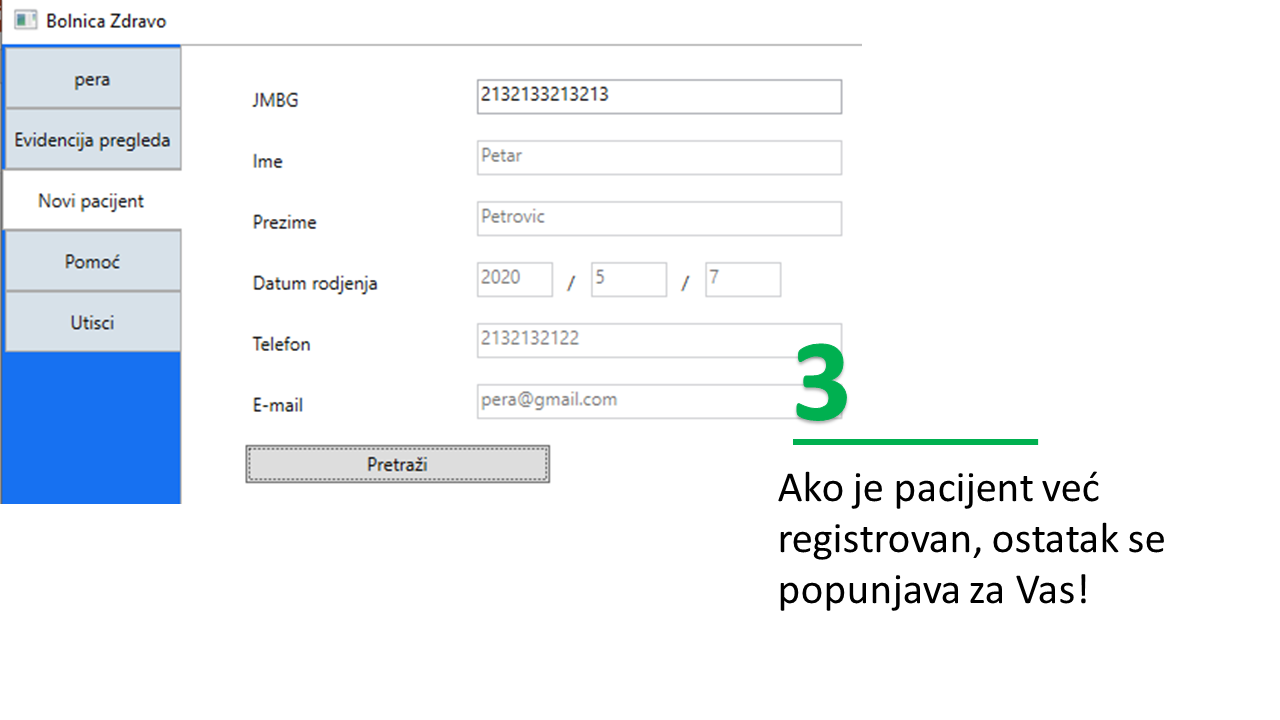 Bolnica Zdravo
pera
Evidencija pregleda
Novi pacijent
Pomoć
Utisci
JMBG 2132133213213
Ime Petar
Prezime Petrovic
Datum rodjenja 2020 / 5 / 7
Telefon 2132132122
E-mail pera@gmail.com
Pretraži
3
Ako je pacijent već
registrovan, ostatak se
popunjava za Vas!